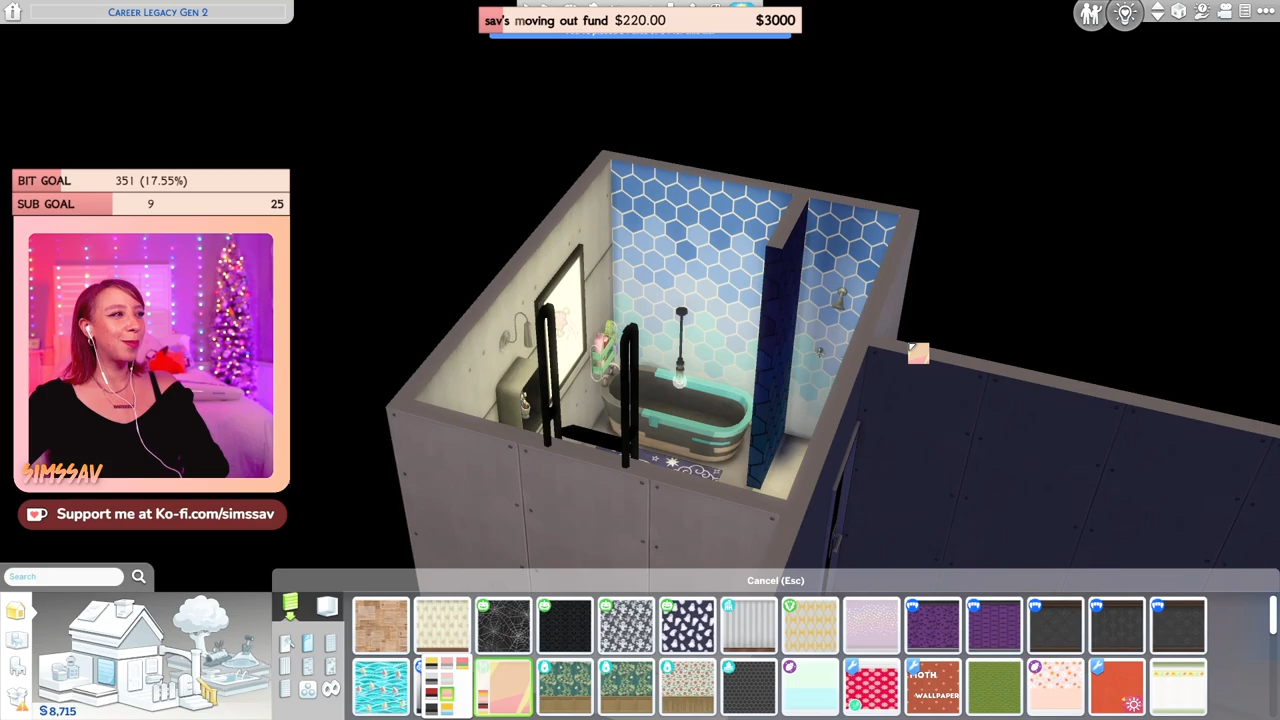 CAREER LEGACY GEN 2
sav's moving out fund $220.00 $3000
BIT GOAL 351 (17.55%)
SUB GOAL 9 25
SIMSSAV
Support me at Ko-fi.com/simssav
Cancel (Esc)
Search
MOTH
WALLPAPER
§8,715